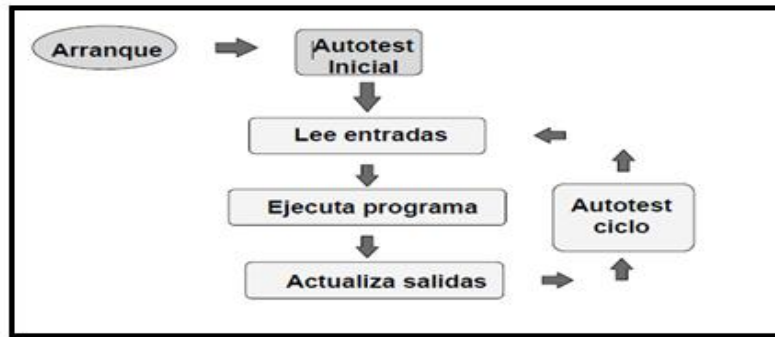 Arranque
Autotest
Inicial
Lee entradas
Ejecuta programa
Autotest
ciclo
Actualiza salidas